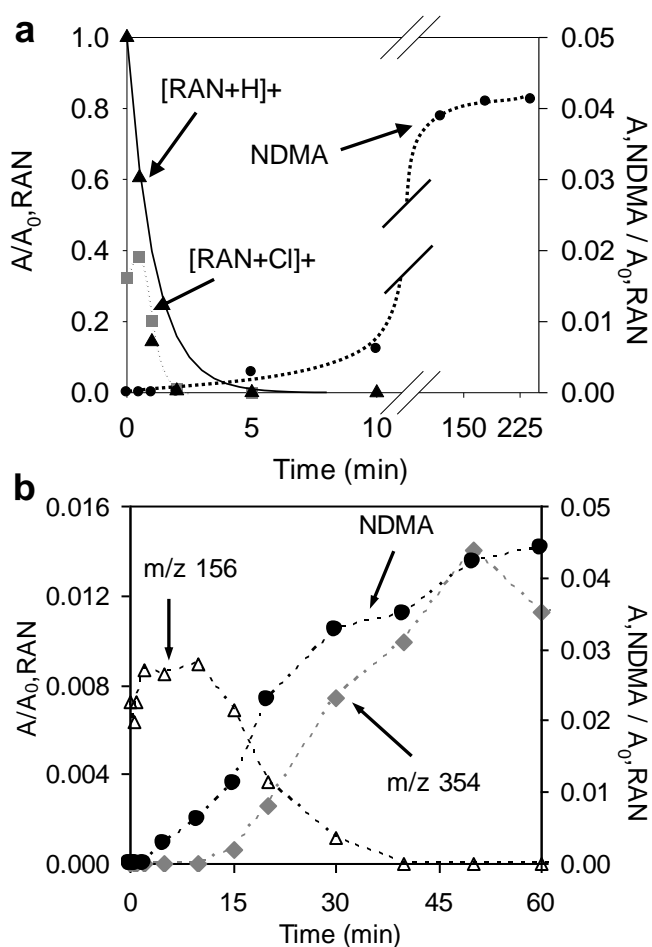 a
1.0
0.8
0.6
0.4
0.2
0.0
A/A0,RAN
[RAN+H]+
[RAN+Cl]+
NDMA
0.05
0.04
0.03
0.02
0.01
0.00
A,NDMA / A0,RAN
0 5 10 150 225
Time (min)
b
0.016
0.012
0.008
0.004
0.000
A/A0,RAN
m/z 156
NDMA
m/z 354
0.05
0.04
0.03
0.02
0.01
0.00
A,NDMA / A0,RAN
0 15 30 45 60
Time (min)